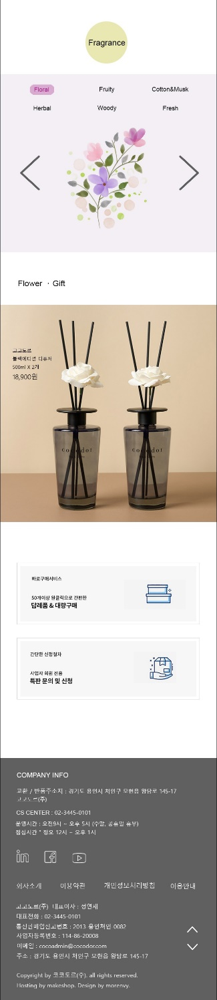 Fragrance
Floral
Fruity
Cotton&Musk
Herbal
Woody
Fresh
Flower · Gift
코코도르
블랙에디션 디퓨저
500ml X 2개
18,900원
cocodor
cocodor
바로구매서비스
50개이상 원클릭으로 간편한
답례품 & 대량구매
간단한 신청절차
사업자 회원 전용
특판 문의 및 신청
COMPANY INFO
교환 / 반품주소지 : 경기도 용인시 처인구 모현읍 왕담로 145-17
코코도르(주)
CS CENTER : 02-3445-0101
운영시간 : 오전9시 ~ 오후 5시 (주말, 공휴일 휴무)
점심시간 * 정오 12시 ~ 오후 1시
회사소개
이용약관
개인정보처리방침
이용안내
코코도르(주) 대표이사 : 정연재
대표전화 : 02-3445-0101
통신판매업신고번호 : 2013-용인처인-0082
사업자등록번호 : 114-86-20008
이메일 : cocoadmin@cocodor.com
주소 : 경기도 용인시 처인구 모현읍 왕담로 145-17
Copyright by 코코도르(주). all rights reserved.
Hosting by makeshop. Design by morenvy.